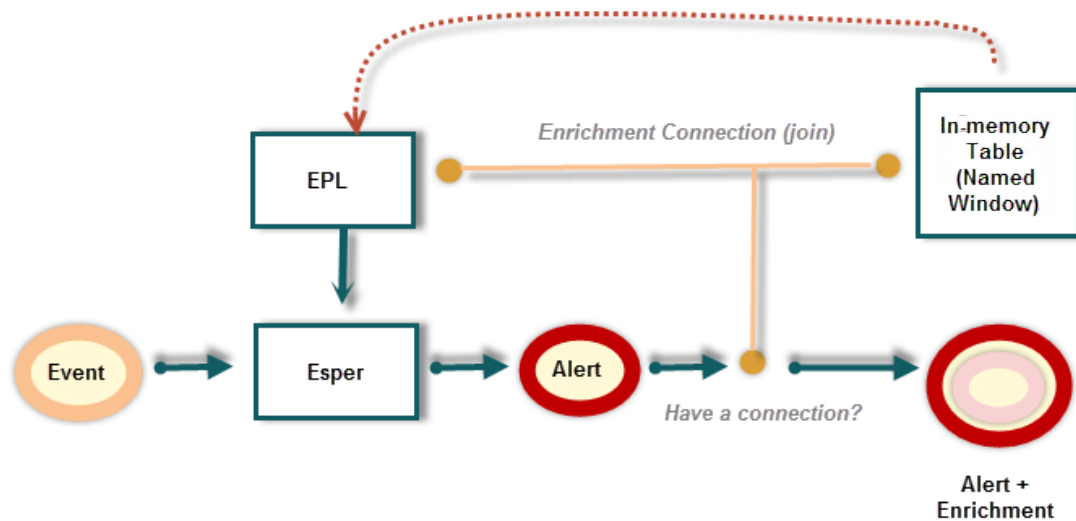 Enrichment Connection (join)
In-memory
Table
(Named
Window)
EPL
Event
Esper
Alert
Have a connection?
Alert +
Enrichment